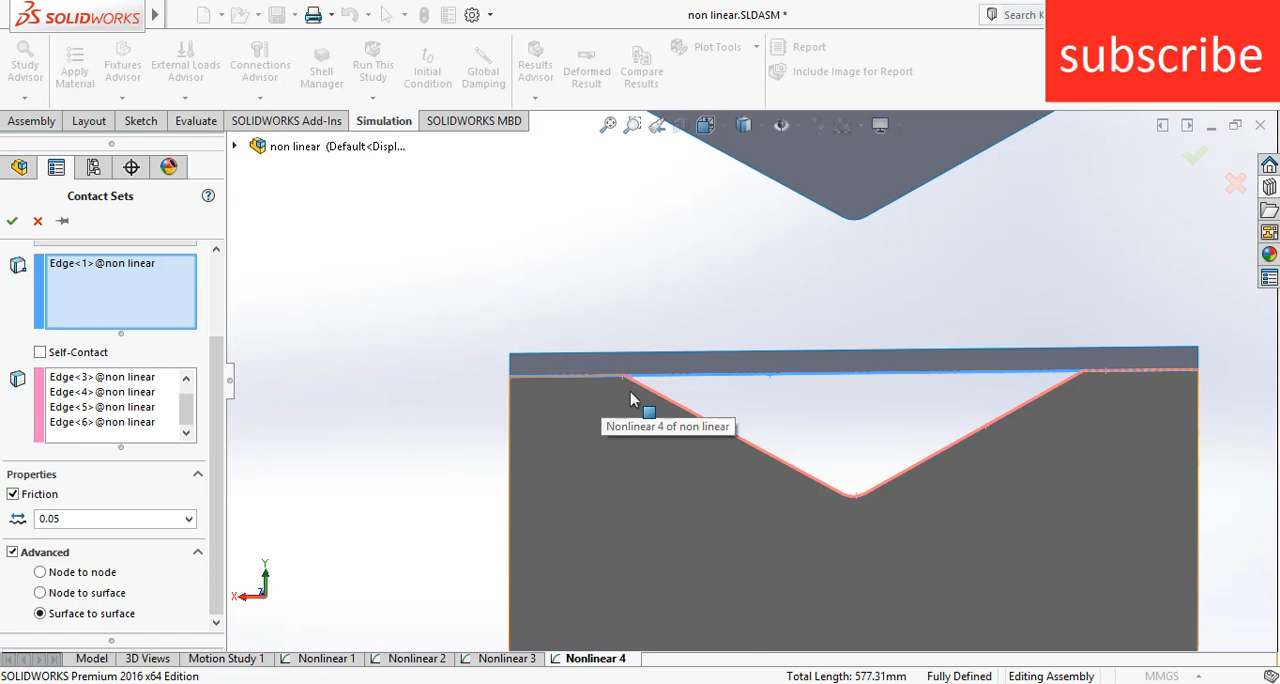 SOLIDWORKS
non linear.SLDASM *
Search K
subscribe
Study Advisor
Apply Material
Fixtures Advisor
External Loads Advisor
Connections Advisor
Shell Manager
Run This Study
Initial Condition
Global Damping
Results Advisor
Deformed Result
Compare Results
Plot Tools
Report
Include Image for Report
Assembly
Layout
Sketch
Evaluate
SOLIDWORKS Add-Ins
Simulation
SOLIDWORKS MBD
non linear (Default<Displ...
Contact Sets
Edge<1>@non linear
Self-Contact
Edge<3>@non linear
Edge<4>@non linear
Edge<5>@non linear
Edge<6>@non linear
Nonlinear 4 of non linear
Properties
Friction
0.05
Advanced
Node to node
Node to surface
Surface to surface
Y
X
Z
Model
3D Views
Motion Study 1
Nonlinear 1
Nonlinear 2
Nonlinear 3
Nonlinear 4
SOLIDWORKS Premium 2016 x64 Edition
Total Length: 577.31mm
Fully Defined
Editing Assembly
MMGS